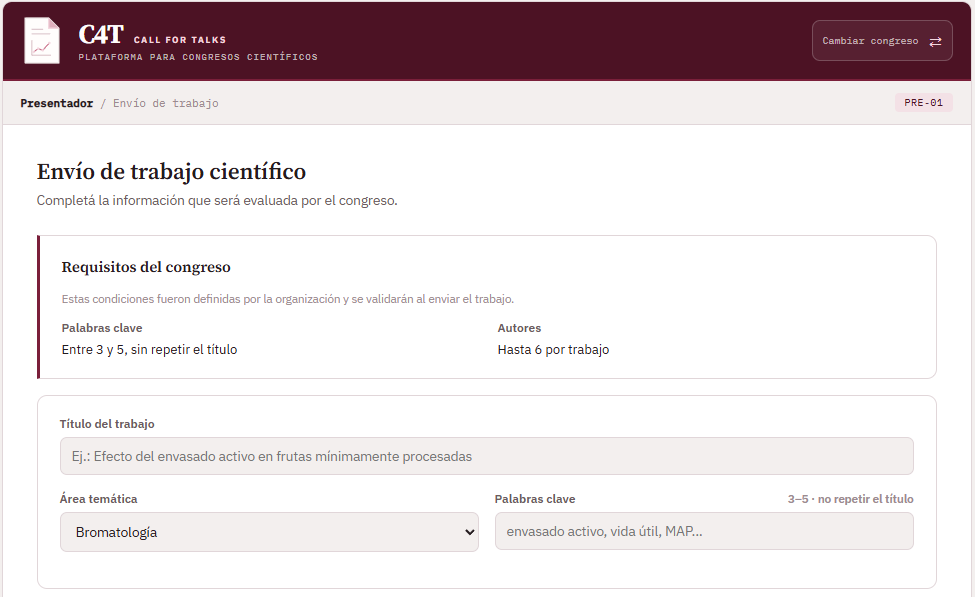 C4T CALL FOR TALKS
PLATAFORMA PARA CONGRESOS CIENTÍFICOS
Cambiar congreso
Presentador / Envío de trabajo
PRE-01
Envío de trabajo científico
Completá la información que será evaluada por el congreso.
Requisitos del congreso
Estas condiciones fueron definidas por la organización y se validarán al enviar el trabajo.
Palabras clave
Entre 3 y 5, sin repetir el título
Autores
Hasta 6 por trabajo
Título del trabajo
Ej.: Efecto del envasado activo en frutas mínimamente procesadas
Área temática
Bromatología
Palabras clave
3–5 · no repetir el título
envasado activo, vida útil, MAP...